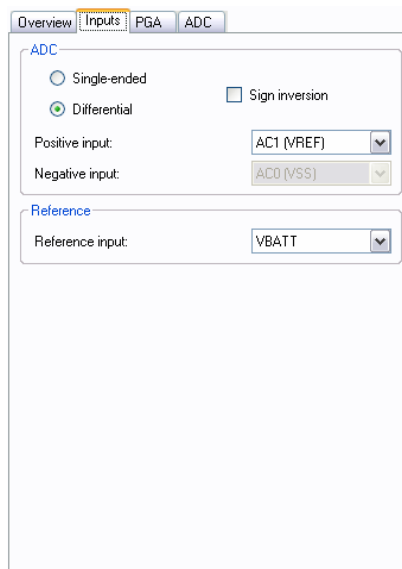 Overview Inputs PGA ADC
ADC
Single-ended
Differential
Sign inversion
Positive input: AC1 (VREF)
Negative input: AC0 (VSS)
Reference
Reference input: VBATT